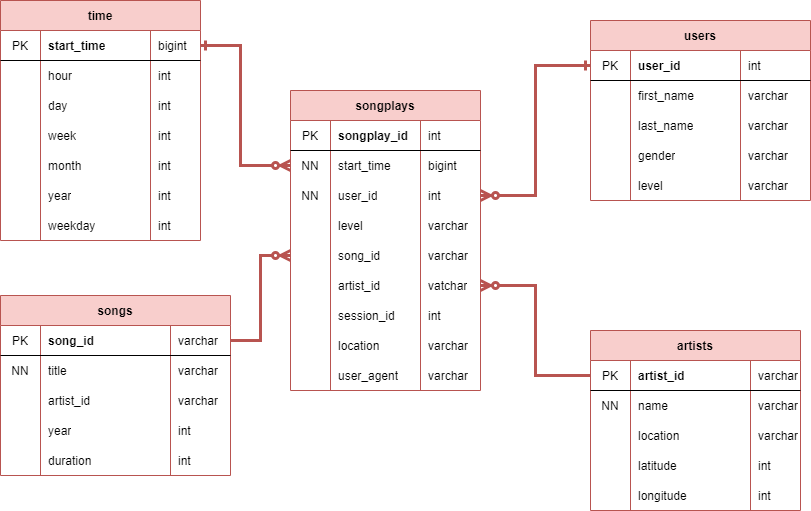 time
PK start_time bigint
hour int
day int
week int
month int
year int
weekday int
songs
PK song_id varchar
NN title varchar
artist_id varchar
year int
duration int
songplays
PK songplay_id int
NN start_time bigint
NN user_id int
level varchar
song_id varchar
artist_id vatchar
session_id int
location varchar
user_agent varchar
users
PK user_id int
first_name varchar
last_name varchar
gender varchar
level varchar
artists
PK artist_id varchar
NN name varchar
location varchar
latitude int
longitude int